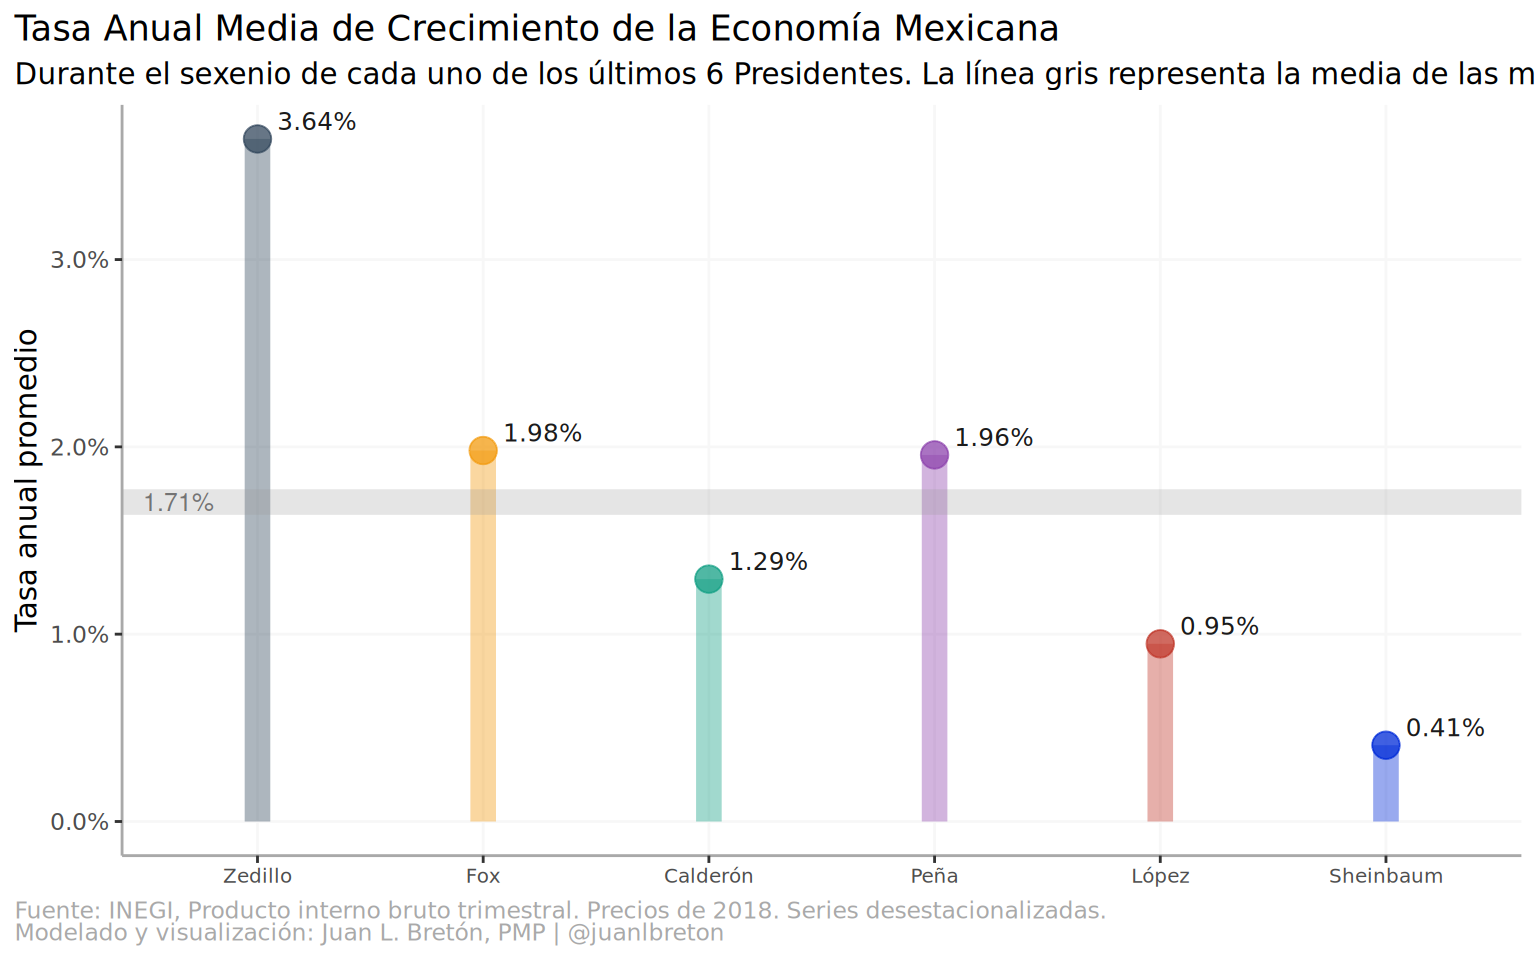 Tasa Anual Media de Crecimiento de la Economía Mexicana
Durante el sexenio de cada uno de los últimos 6 Presidentes. La línea gris representa la media de las m
3.64%
3.0%
Tasa anual promedio
1.98%
1.96%
2.0%
1.71%
1.29%
1.0%
0.95%
0.41%
0.0%
Zedillo Fox Calderón Peña López Sheinbaum
Fuente: INEGI, Producto interno bruto trimestral. Precios de 2018. Series desestacionalizadas.
Modelado y visualización: Juan L. Bretón, PMP | @juanlbreton